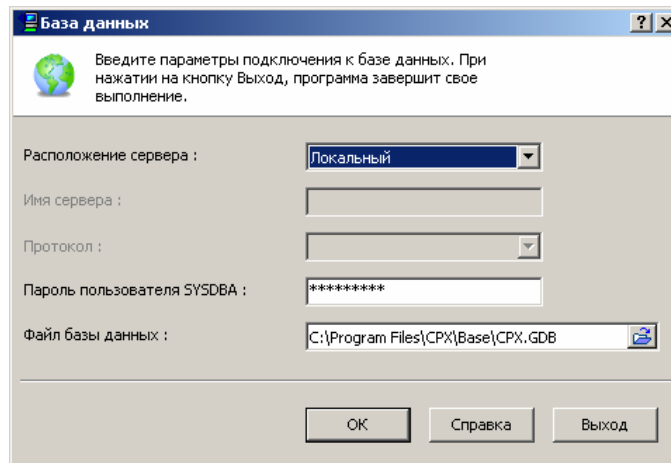 База данных
Введите параметры подключения к базе данных. При
нажатии на кнопку Выход, программа завершит свое
выполнение.
Расположение сервера : Локальный
Имя сервера :
Протокол :
Пароль пользователя SYSDBA : *********
Файл базы данных : C:\Program Files\CPX\Base\CPX.GDB
OK Справка Выход